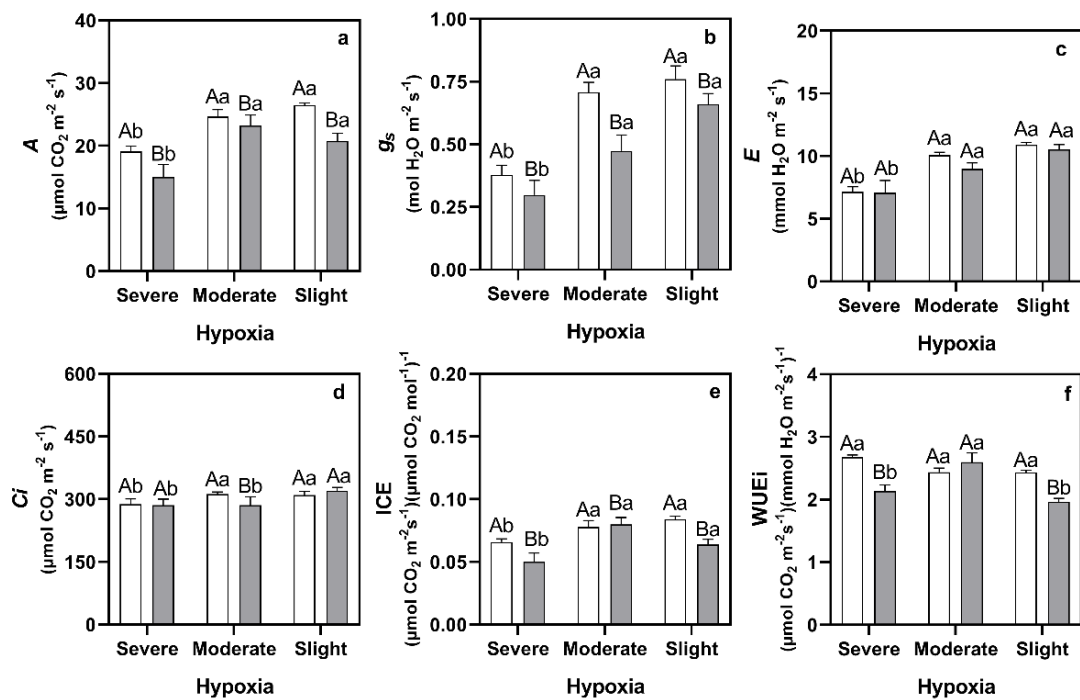 a
A
(µmol CO₂ m⁻² s⁻¹)
40
30
20
10
0
Ab
Bb
Aa
Aa
Aa
Ba
Severe
Moderate
Slight
Hypoxia
b
gs
(mol H₂O m⁻² s⁻¹)
1.00
0.75
0.50
0.25
0.00
Ab
Bb
Aa
Ba
Aa
Ba
Severe
Moderate
Slight
Hypoxia
c
E
(mmol H₂O m⁻² s⁻¹)
20
15
10
5
0
Ab
Ab
Aa
Aa
Aa
Aa
Severe
Moderate
Slight
Hypoxia
d
Ci
(µmol CO₂ m⁻² s⁻¹)
600
450
300
150
0
Ab
Ab
Aa
Bb
Aa
Aa
Severe
Moderate
Slight
Hypoxia
e
ICE
(µmol CO₂ m⁻²s⁻¹)(µmol CO₂ mol⁻¹)⁻¹
0.20
0.15
0.10
0.05
0.00
Ab
Bb
Aa
Ba
Aa
Ba
Severe
Moderate
Slight
Hypoxia
f
WUEi
(µmol CO₂ m⁻²s⁻¹)(mmol H₂O m⁻²s⁻¹)⁻¹
4
3
2
1
0
Aa
Bb
Aa
Aa
Aa
Bb
Severe
Moderate
Slight
Hypoxia